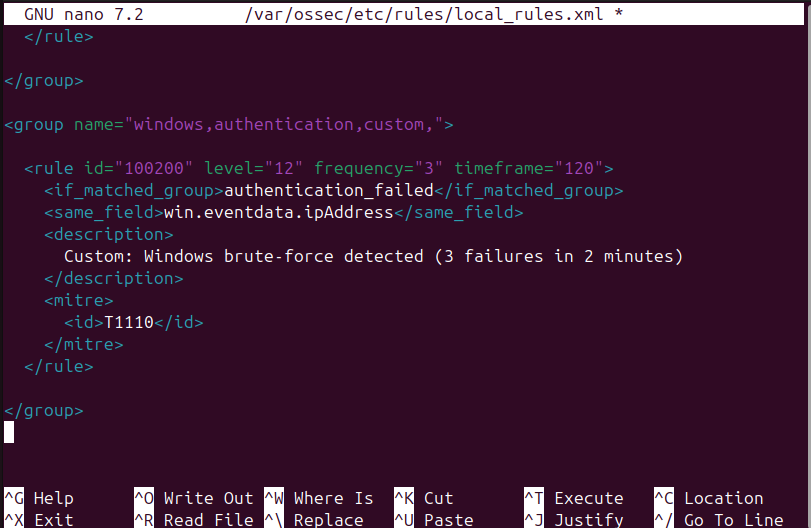 GNU nano 7.2 /var/ossec/etc/rules/local_rules.xml *
</rule>
</group>
<group name="windows,authentication,custom,">
<rule id="100200" level="12" frequency="3" timeframe="120">
<if_matched_group>authentication_failed</if_matched_group>
<same_field>win.eventdata.ipAddress</same_field>
<description>
Custom: Windows brute-force detected (3 failures in 2 minutes)
</description>
<mitre>
<id>T1110</id>
</mitre>
</rule>
</group>
^G Help ^O Write Out ^W Where Is ^K Cut ^T Execute ^C Location
^X Exit ^R Read File ^\ Replace ^U Paste ^J Justify ^/ Go To Line